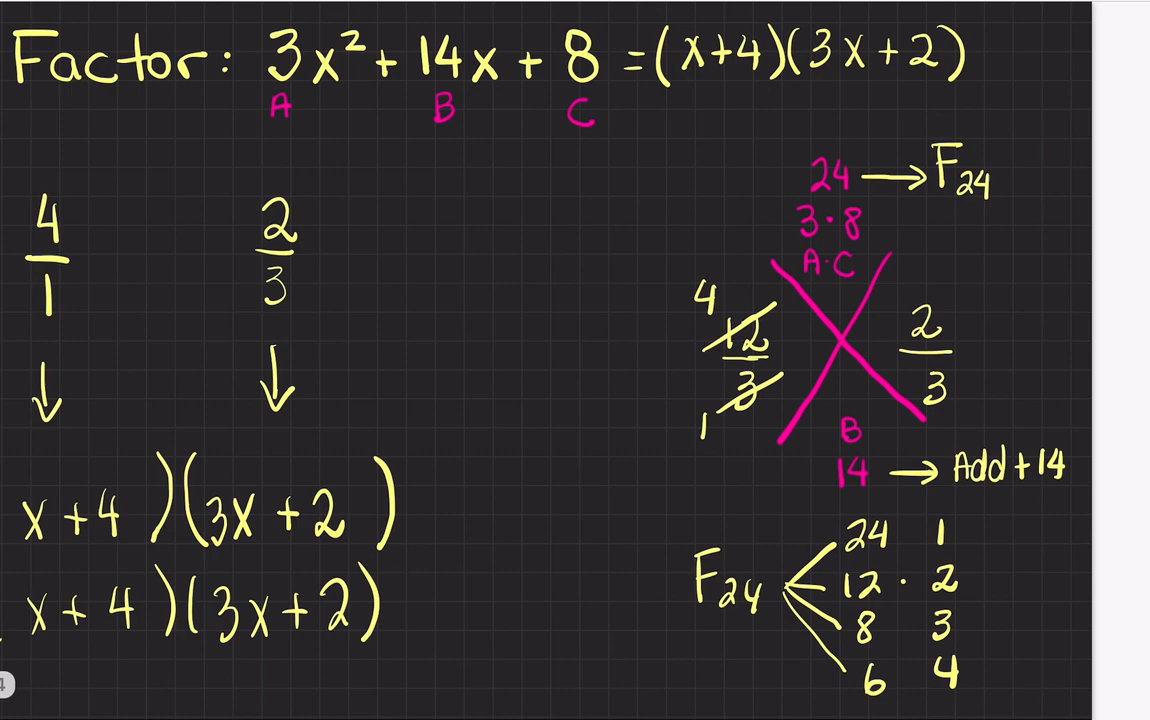 Factor: 3x² + 14x + 8 = (x+4)(3x+2)
A B C
24 → F24
3·8
A·C
4 2
1 3
4
12 2
3 3
1
B
14 → Add +14
x+4)(3x+2)
x+4)(3x+2)
F24
24 1
12 · 2
8 3
6 4
4